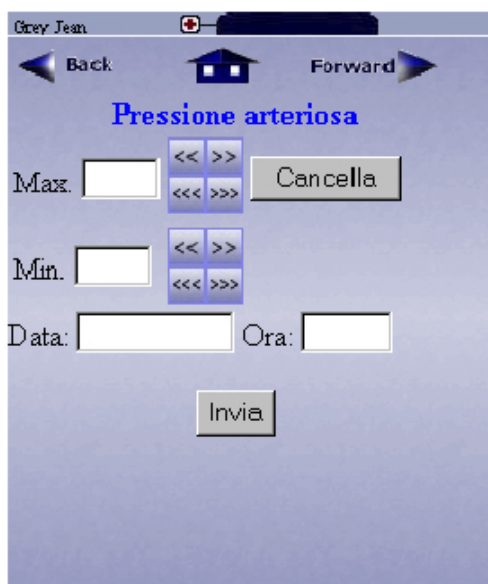 Grey Jean
Back Forward
Pressione arteriosa
<< >>
Max. Cancella
<<< >>>
<< >>
Min.
<<< >>>
Data: Ora:
Invia